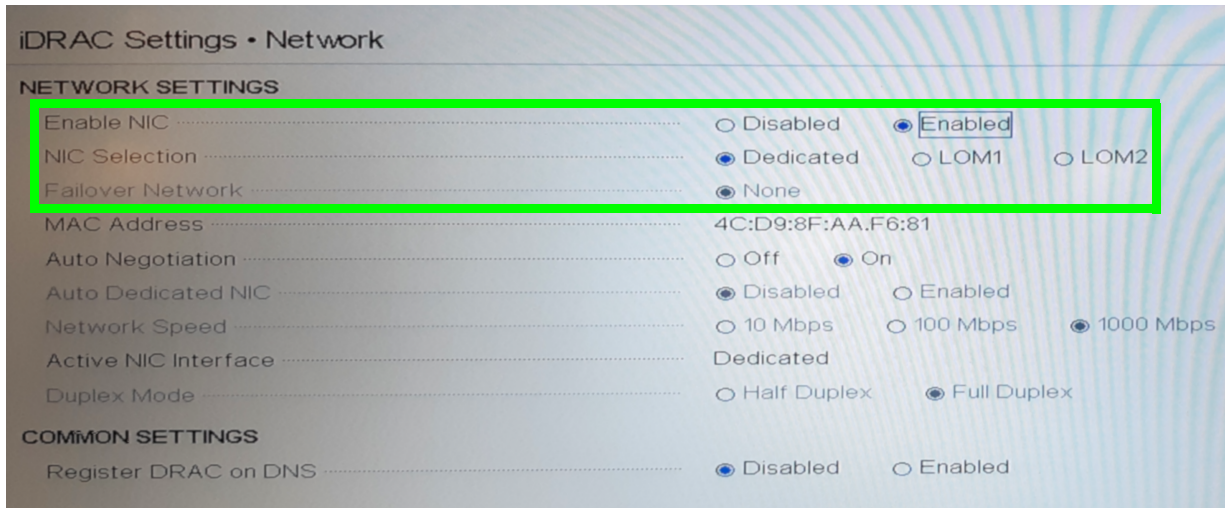 iDRAC Settings • Network
NETWORK SETTINGS
Enable NIC Disabled Enabled
NIC Selection Dedicated LOM1 LOM2
Failover Network None
MAC Address 4C:D9:8F:AA:F6:81
Auto Negotiation Off On
Auto Dedicated NIC Disabled Enabled
Network Speed 10 Mbps 100 Mbps 1000 Mbps
Active NIC Interface Dedicated
Duplex Mode Half Duplex Full Duplex
COMMON SETTINGS
Register DRAC on DNS Disabled Enabled